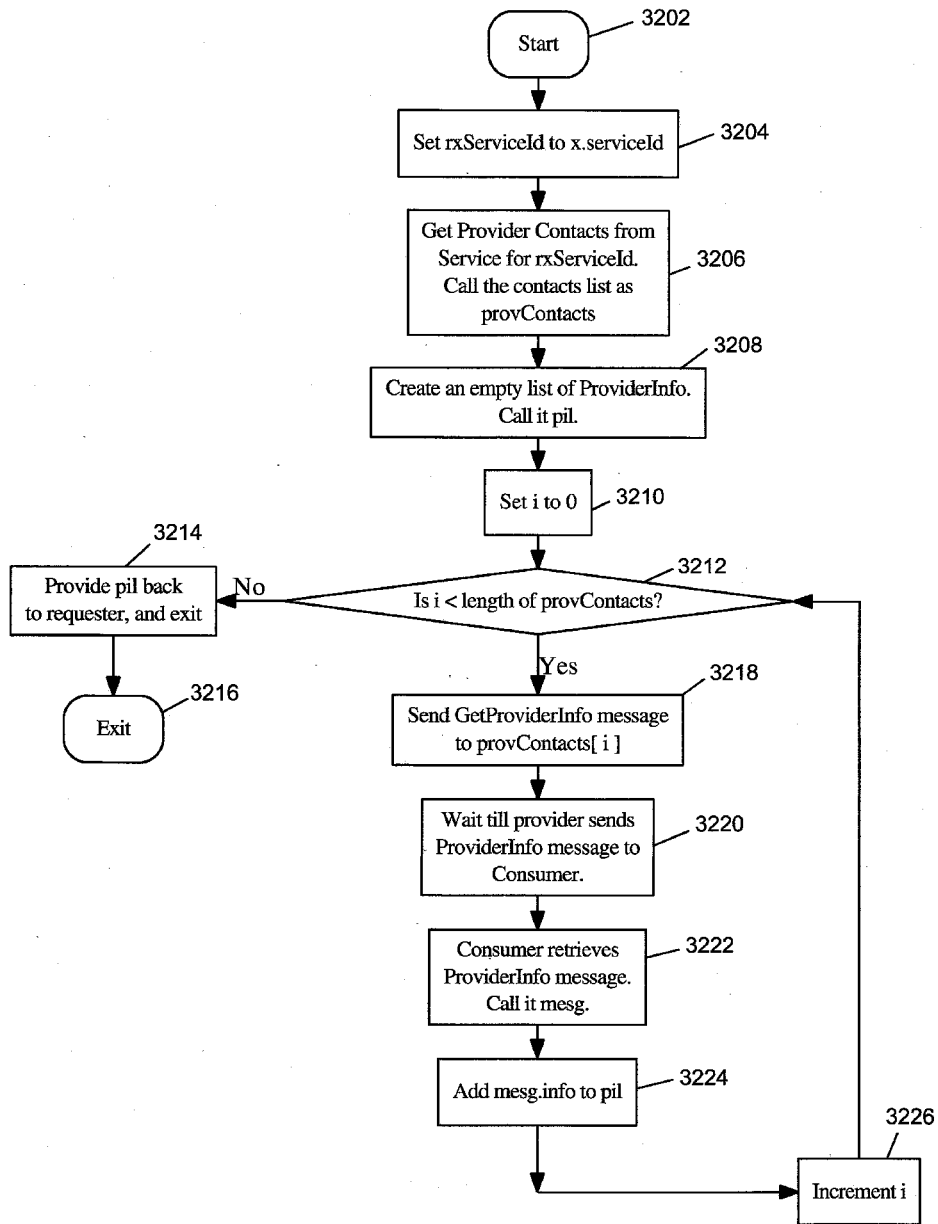 3202
Start
3204
Set rxServiceId to x.serviceId
Get Provider Contacts from
Service for rxServiceId.
Call the contacts list as
provContacts
3206
3208
Create an empty list of ProviderInfo.
Call it pil.
Set i to 0
3210
3214
Provide pil back
to requester, and exit
No
3212
Is i < length of provContacts?
Yes
3216
Exit
3218
Send GetProviderInfo message
to provContacts[ i ]
Wait till provider sends
ProviderInfo message to
Consumer.
3220
Consumer retrieves
ProviderInfo message.
Call it mesg.
3222
Add mesg.info to pil
3224
3226
Increment i